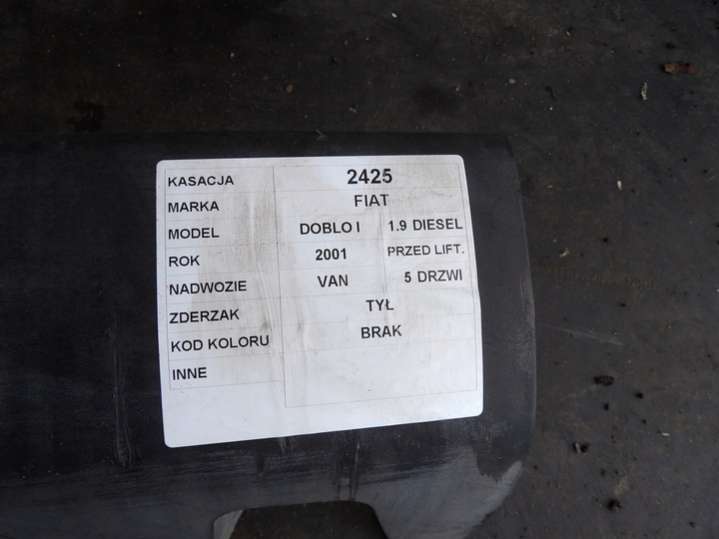 KASACJA 2425
MARKA FIAT
MODEL DOBLO I 1.9 DIESEL
ROK 2001 PRZED LIFT.
NADWOZIE VAN 5 DRZWI
ZDERZAK TYŁ
KOD KOLORU BRAK
INNE